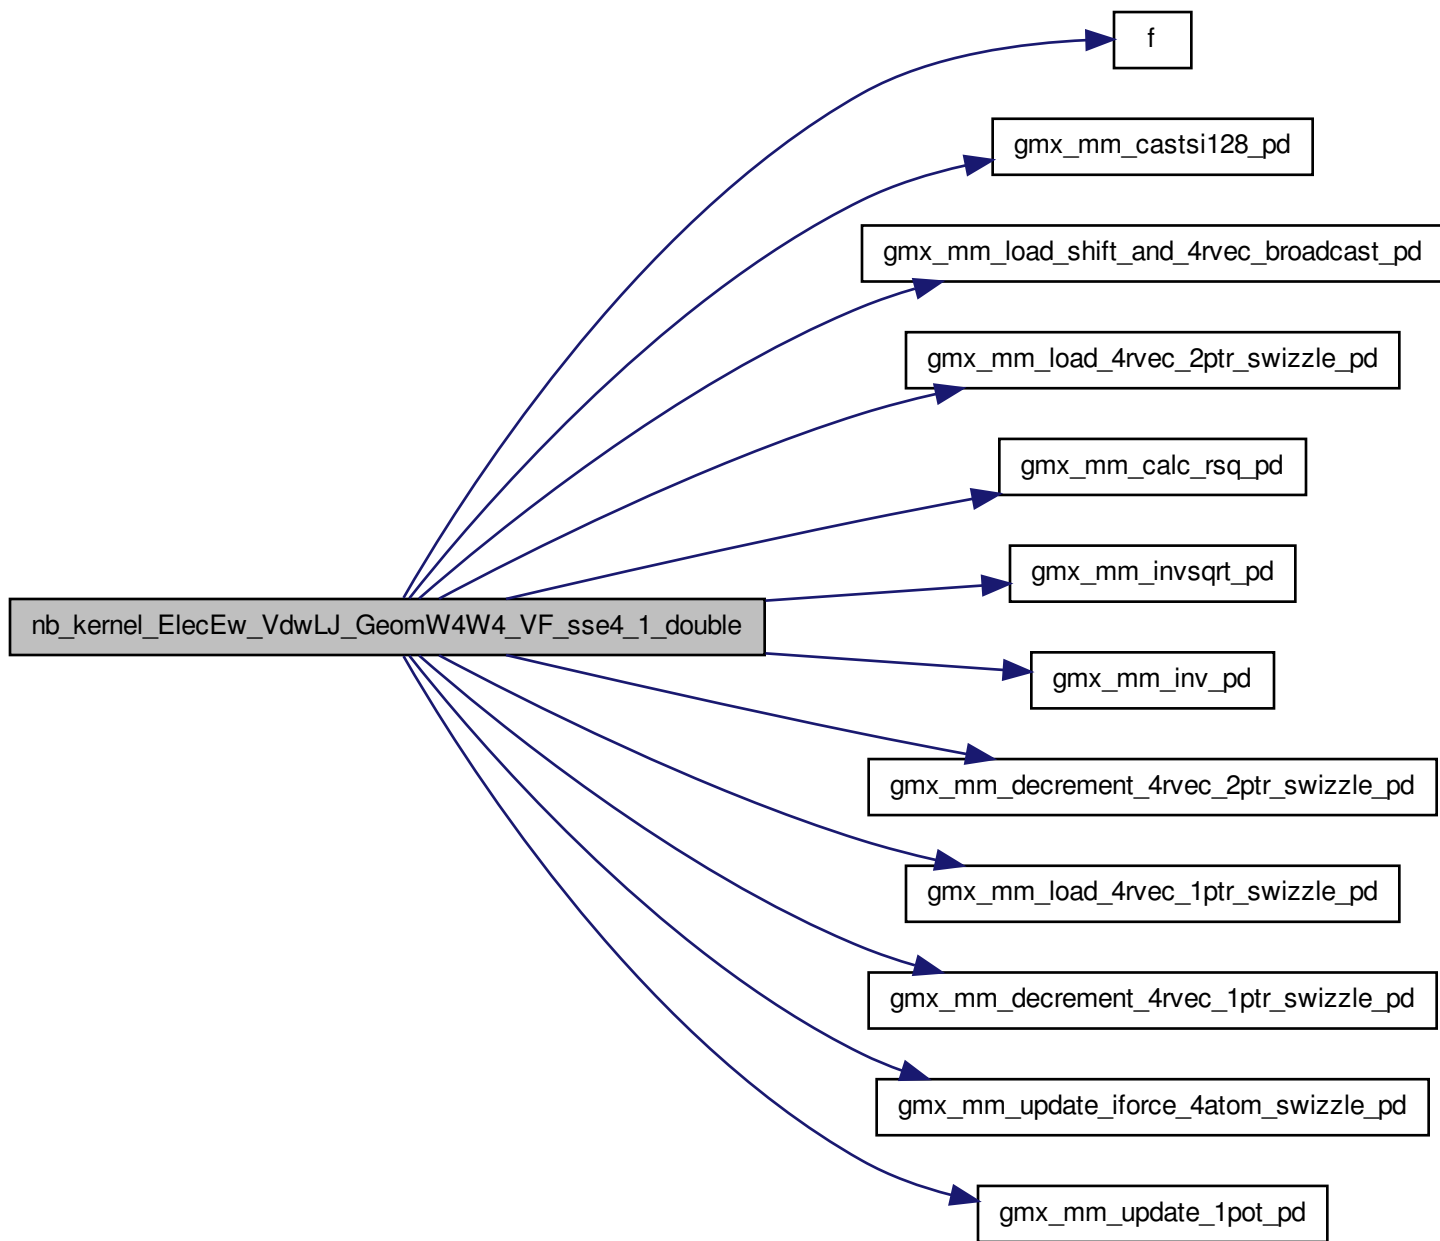 f
gmx_mm_castsi128_pd
gmx_mm_load_shift_and_4rvec_broadcast_pd
gmx_mm_load_4rvec_2ptr_swizzle_pd
gmx_mm_calc_rsq_pd
gmx_mm_invsqrt_pd
nb_kernel_ElecEw_VdwLJ_GeomW4W4_VF_sse4_1_double
gmx_mm_inv_pd
gmx_mm_decrement_4rvec_2ptr_swizzle_pd
gmx_mm_load_4rvec_1ptr_swizzle_pd
gmx_mm_decrement_4rvec_1ptr_swizzle_pd
gmx_mm_update_iforce_4atom_swizzle_pd
gmx_mm_update_1pot_pd